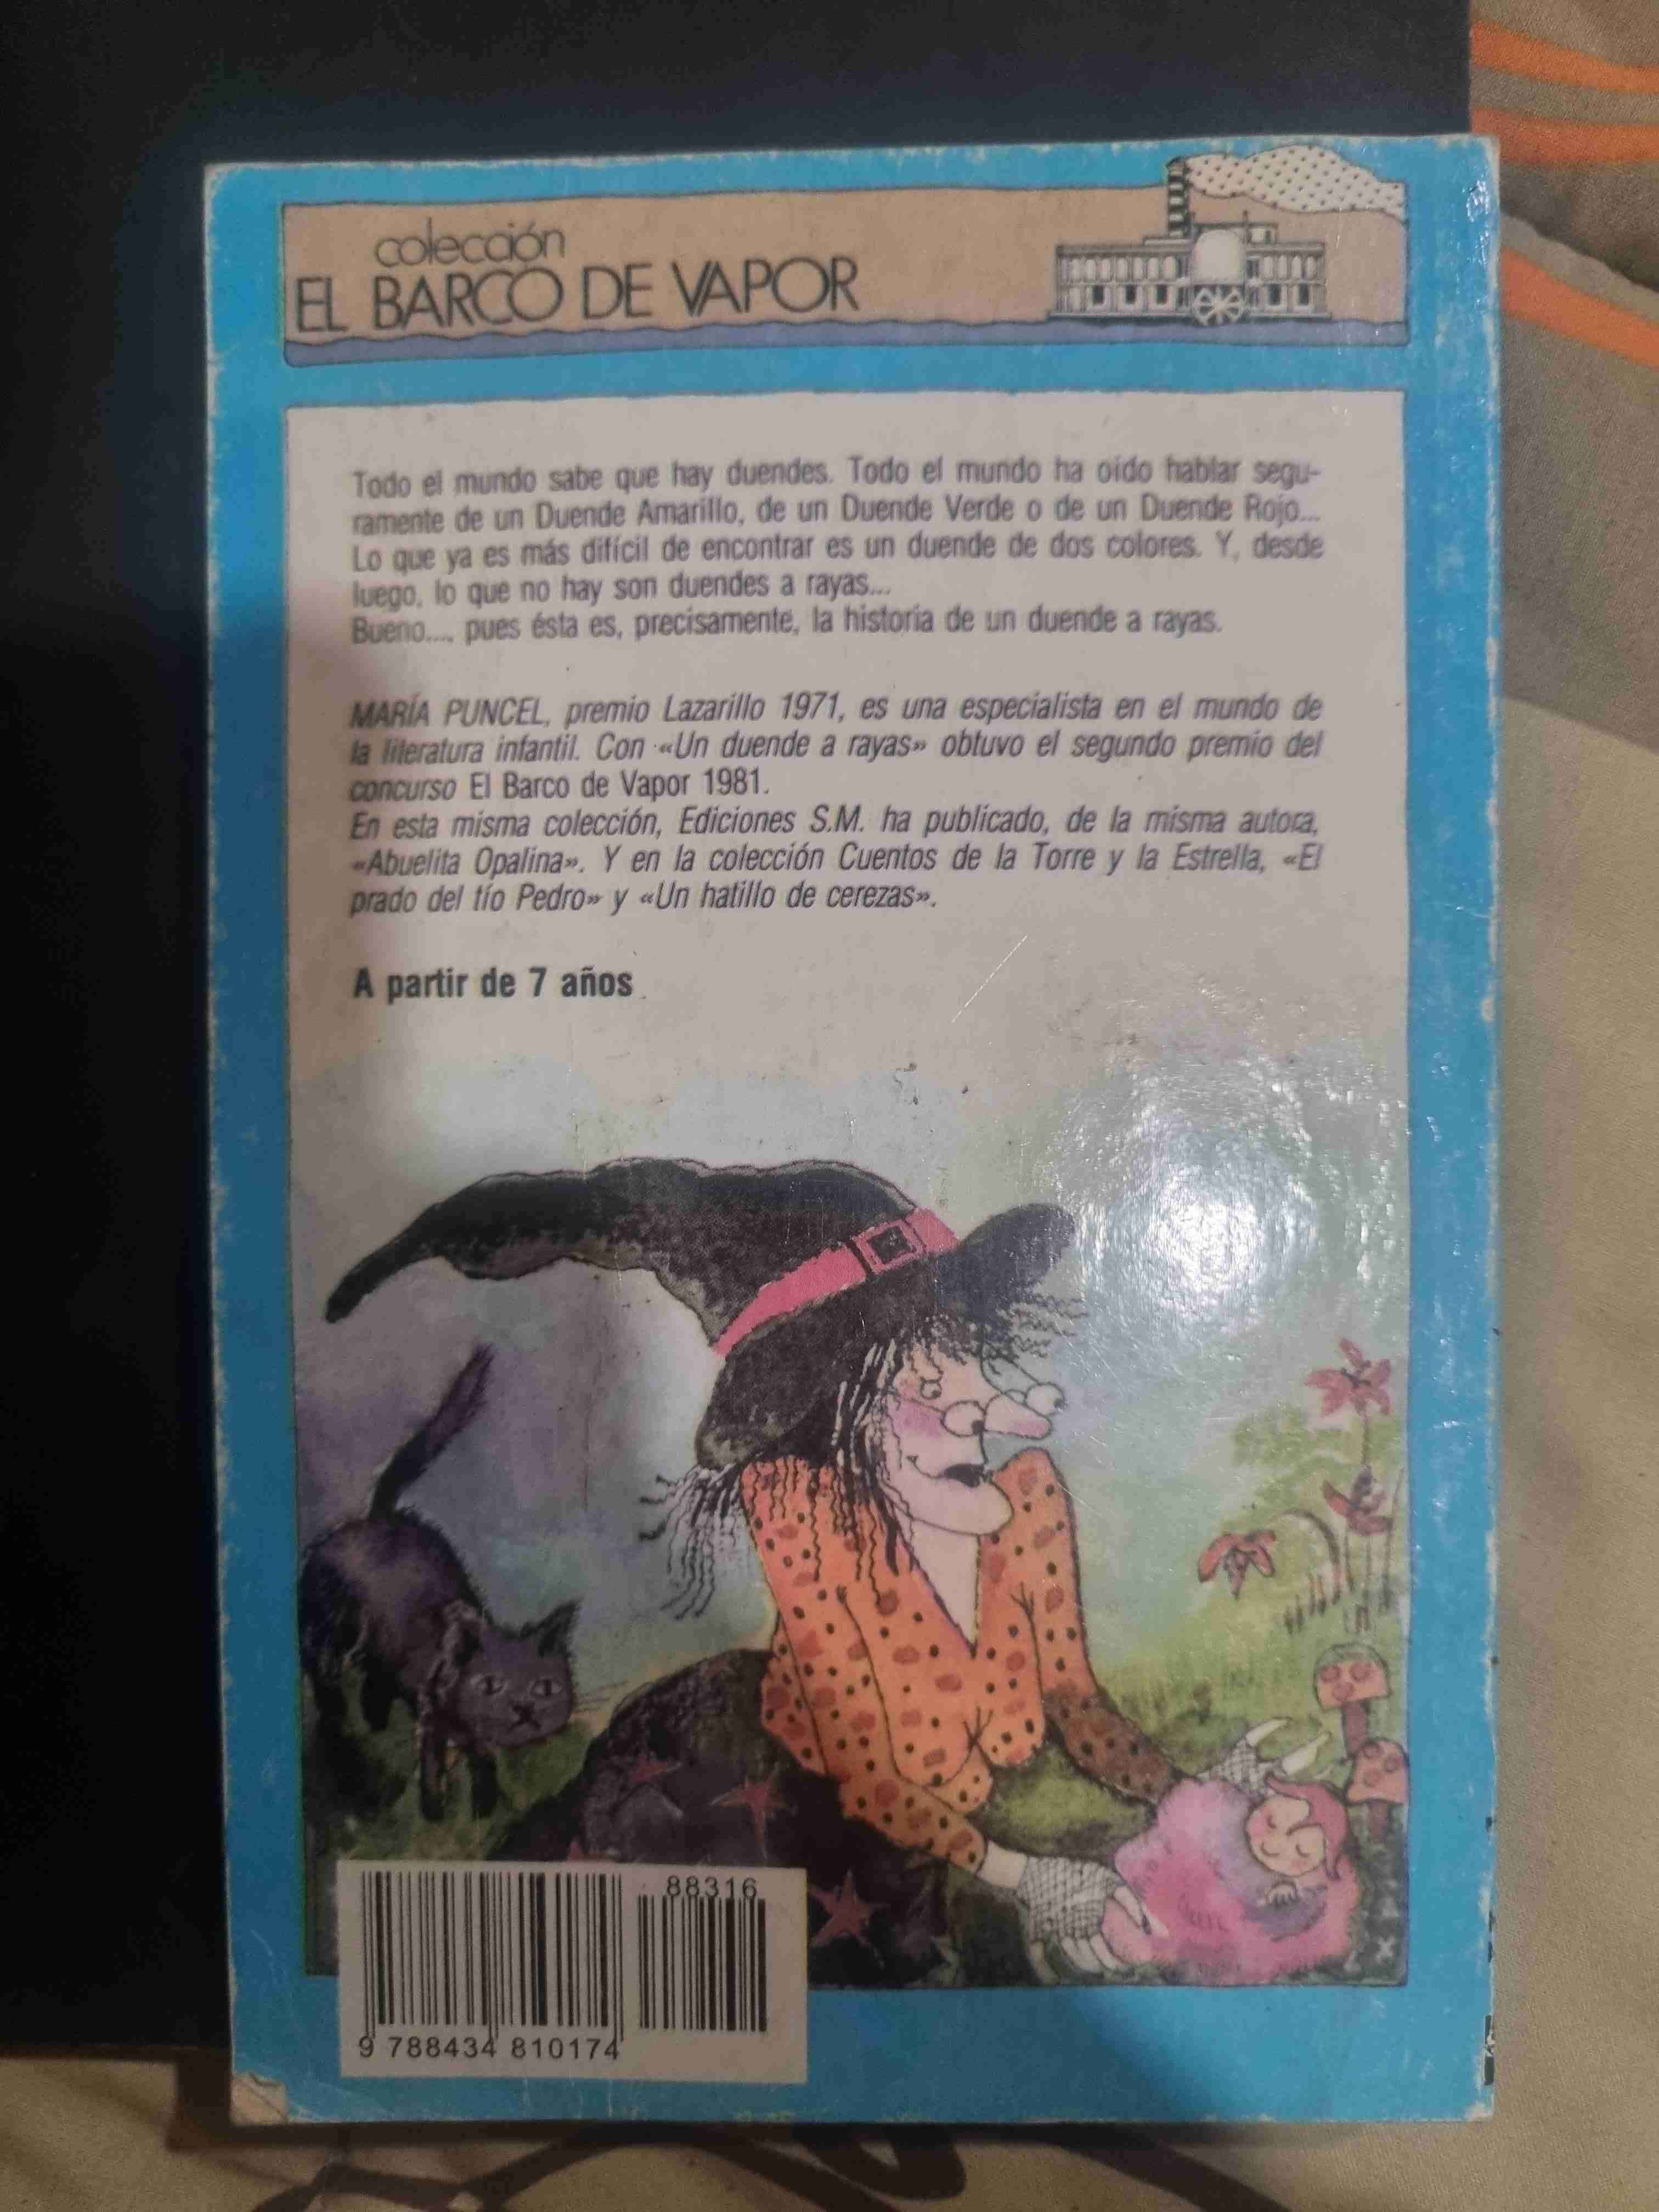 colección
EL BARCO DE VAPOR
Todo el mundo sabe que hay duendes. Todo el mundo ha oído hablar segu-
ramente de un Duende Amarillo, de un Duende Verde o de un Duende Rojo...
Lo que ya es más difícil de encontrar es un duende de dos colores. Y, desde
luego, lo que no hay son duendes a rayas...
Bueno..., pues ésta es, precisamente, la historia de un duende a rayas.
MARÍA PUNCEL, premio Lazarillo 1971, es una especialista en el mundo de
la literatura infantil. Con «Un duende a rayas» obtuvo el segundo premio del
concurso El Barco de Vapor 1981.
En esta misma colección, Ediciones S.M. ha publicado, de la misma autora,
«Abuelita Opalina». Y en la colección Cuentos de la Torre y la Estrella, «El
prado del tío Pedro» y «Un hatillo de cerezas».
A partir de 7 años
88316
9 788434 810174